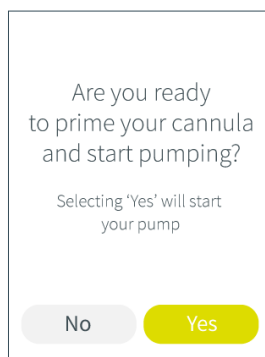 Are you ready
to prime your cannula
and start pumping?
Selecting ‘Yes’ will start
your pump
No
Yes